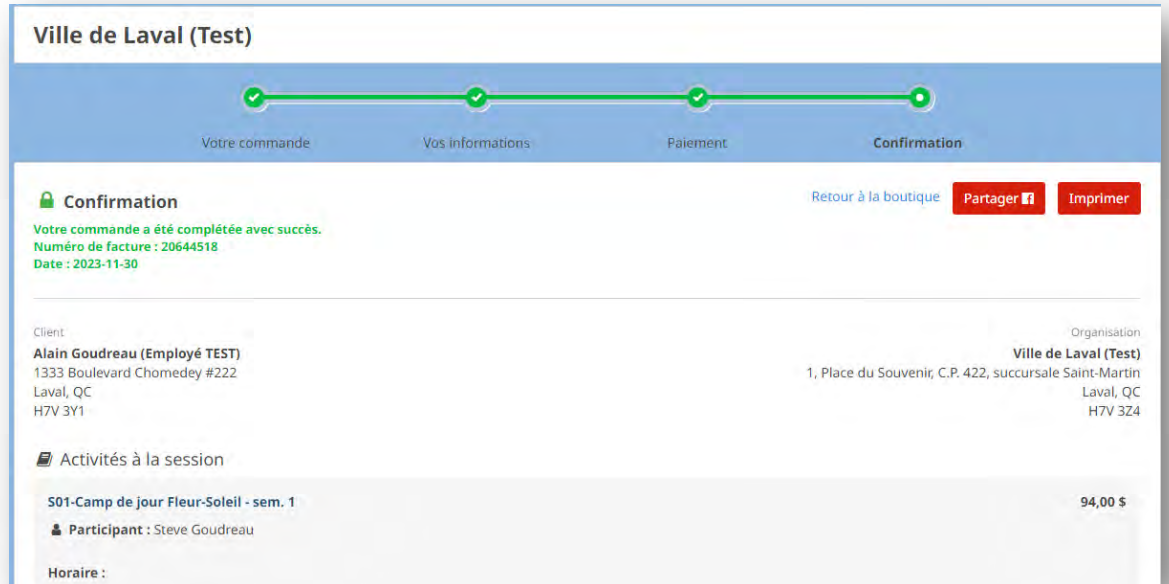 Ville de Laval (Test)
Votre commande
Vos informations
Paiement
Confirmation
Confirmation
Retour à la boutique
Partager
Imprimer
Votre commande a été complétée avec succès.
Numéro de facture : 20644518
Date : 2023-11-30
Client
Alain Goudreau (Employé TEST)
1333 Boulevard Chomedey #222
Laval, QC
H7V 3Y1
Organisation
Ville de Laval (Test)
1, Place du Souvenir, C.P. 422, succursale Saint-Martin
Laval, QC
H7V 3Z4
Activités à la session
S01-Camp de jour Fleur-Soleil - sem. 1
94,00 $
Participant : Steve Goudreau
Horaire :